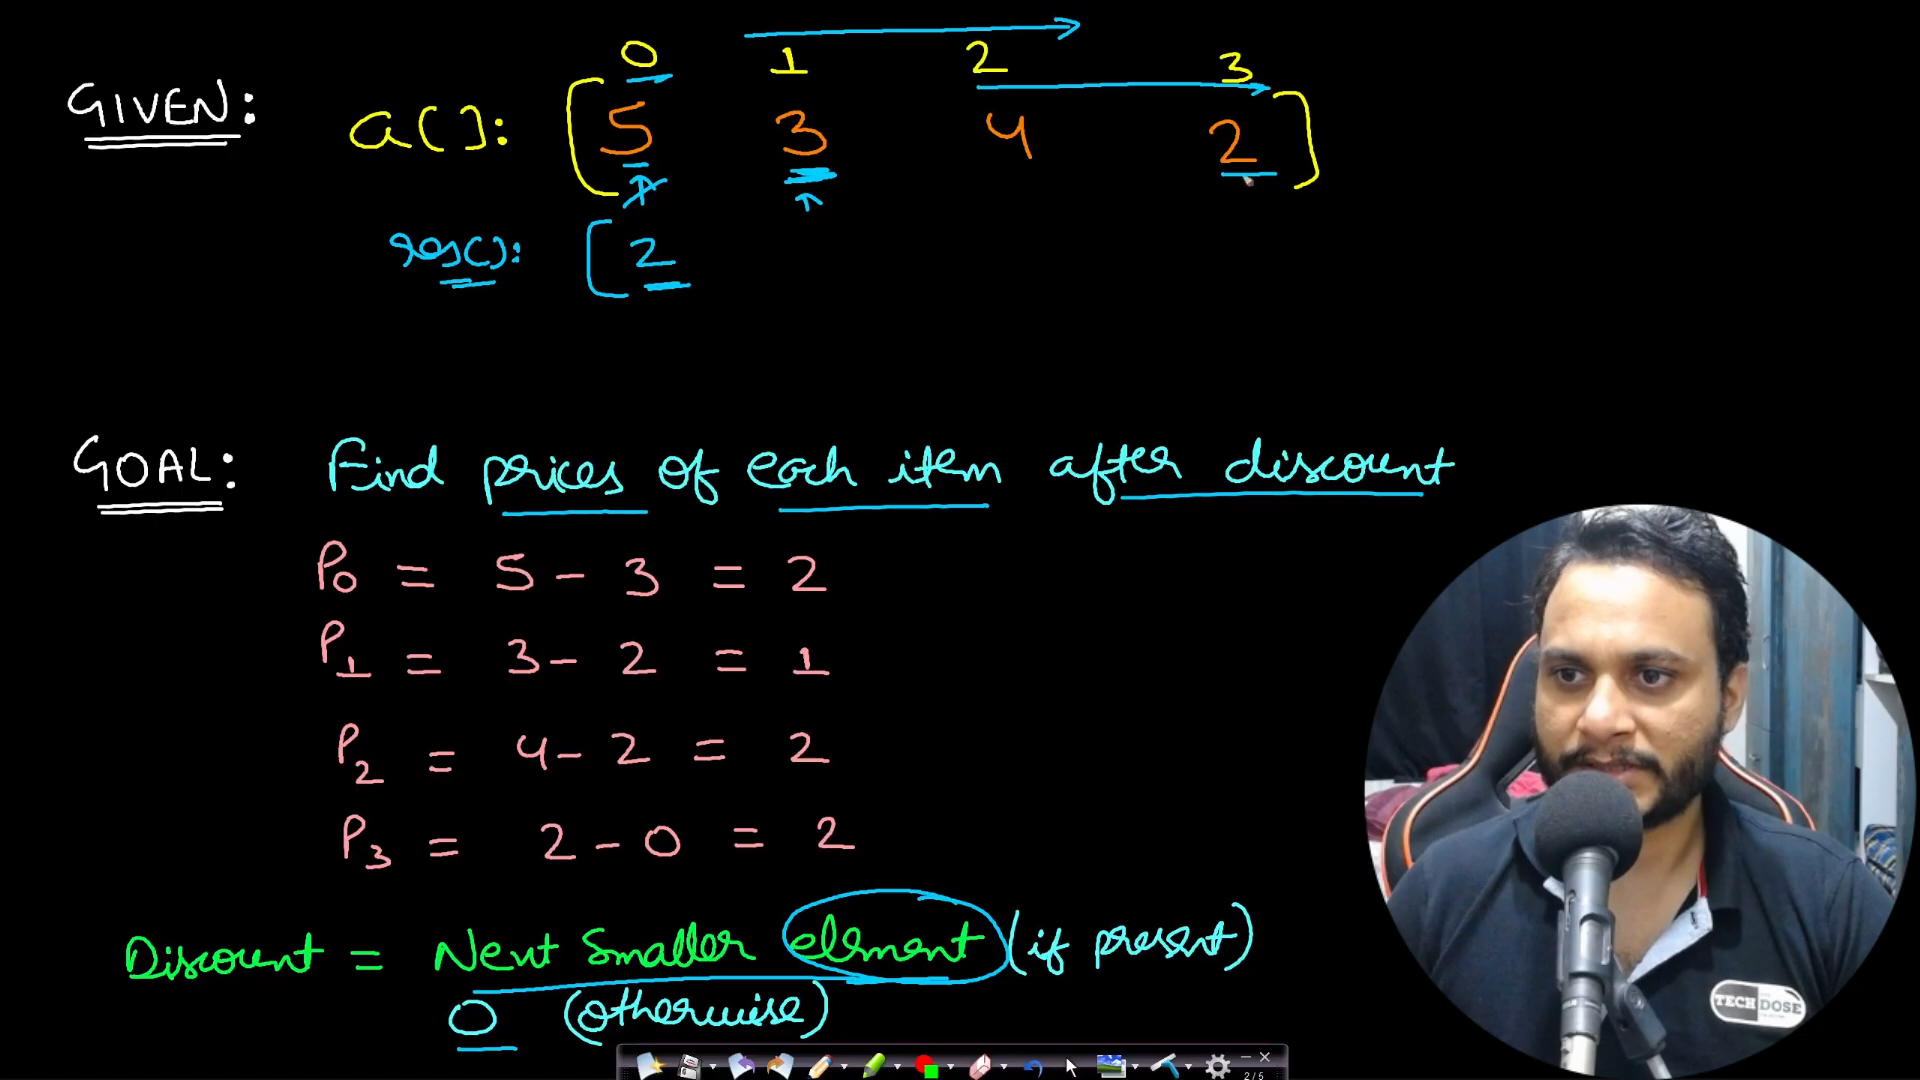 0 1 2 3
GIVEN: a[]: [5 3 4 2]
res[]: [2
GOAL: Find prices of each item after discount
P0 = 5 - 3 = 2
P1 = 3 - 2 = 1
P2 = 4 - 2 = 2
P3 = 2 - 0 = 2
Discount = Next Smaller element (if present)
0 (otherwise)
TECH DOSE
2/5